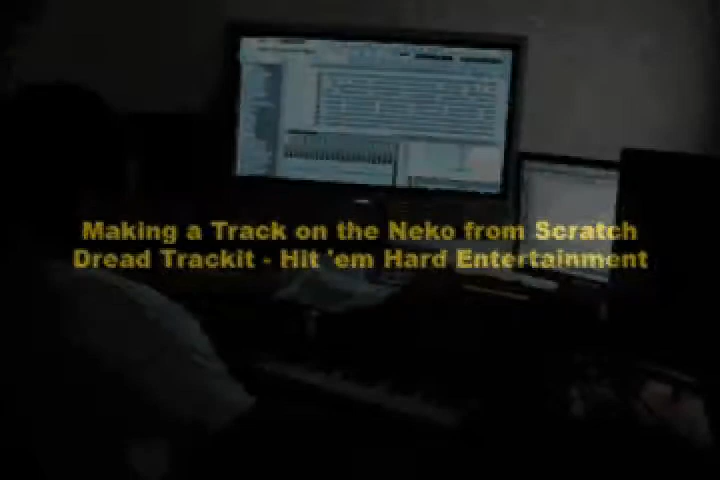 Making a Track on the Neko from Scratch
Dread Trackit - Hit 'em Hard Entertainment